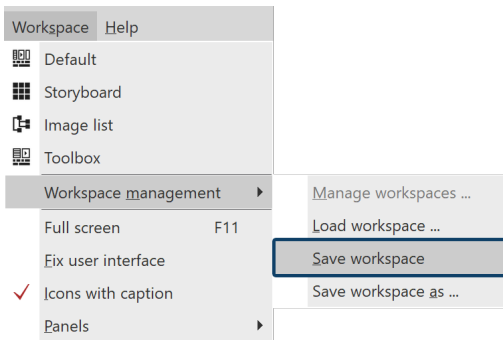 Workspace Help
Default
Storyboard
Image list
Toolbox
Workspace management
Manage workspaces ...
Full screen F11
Load workspace ...
Fix user interface
Save workspace
Icons with caption
Save workspace as ...
Panels